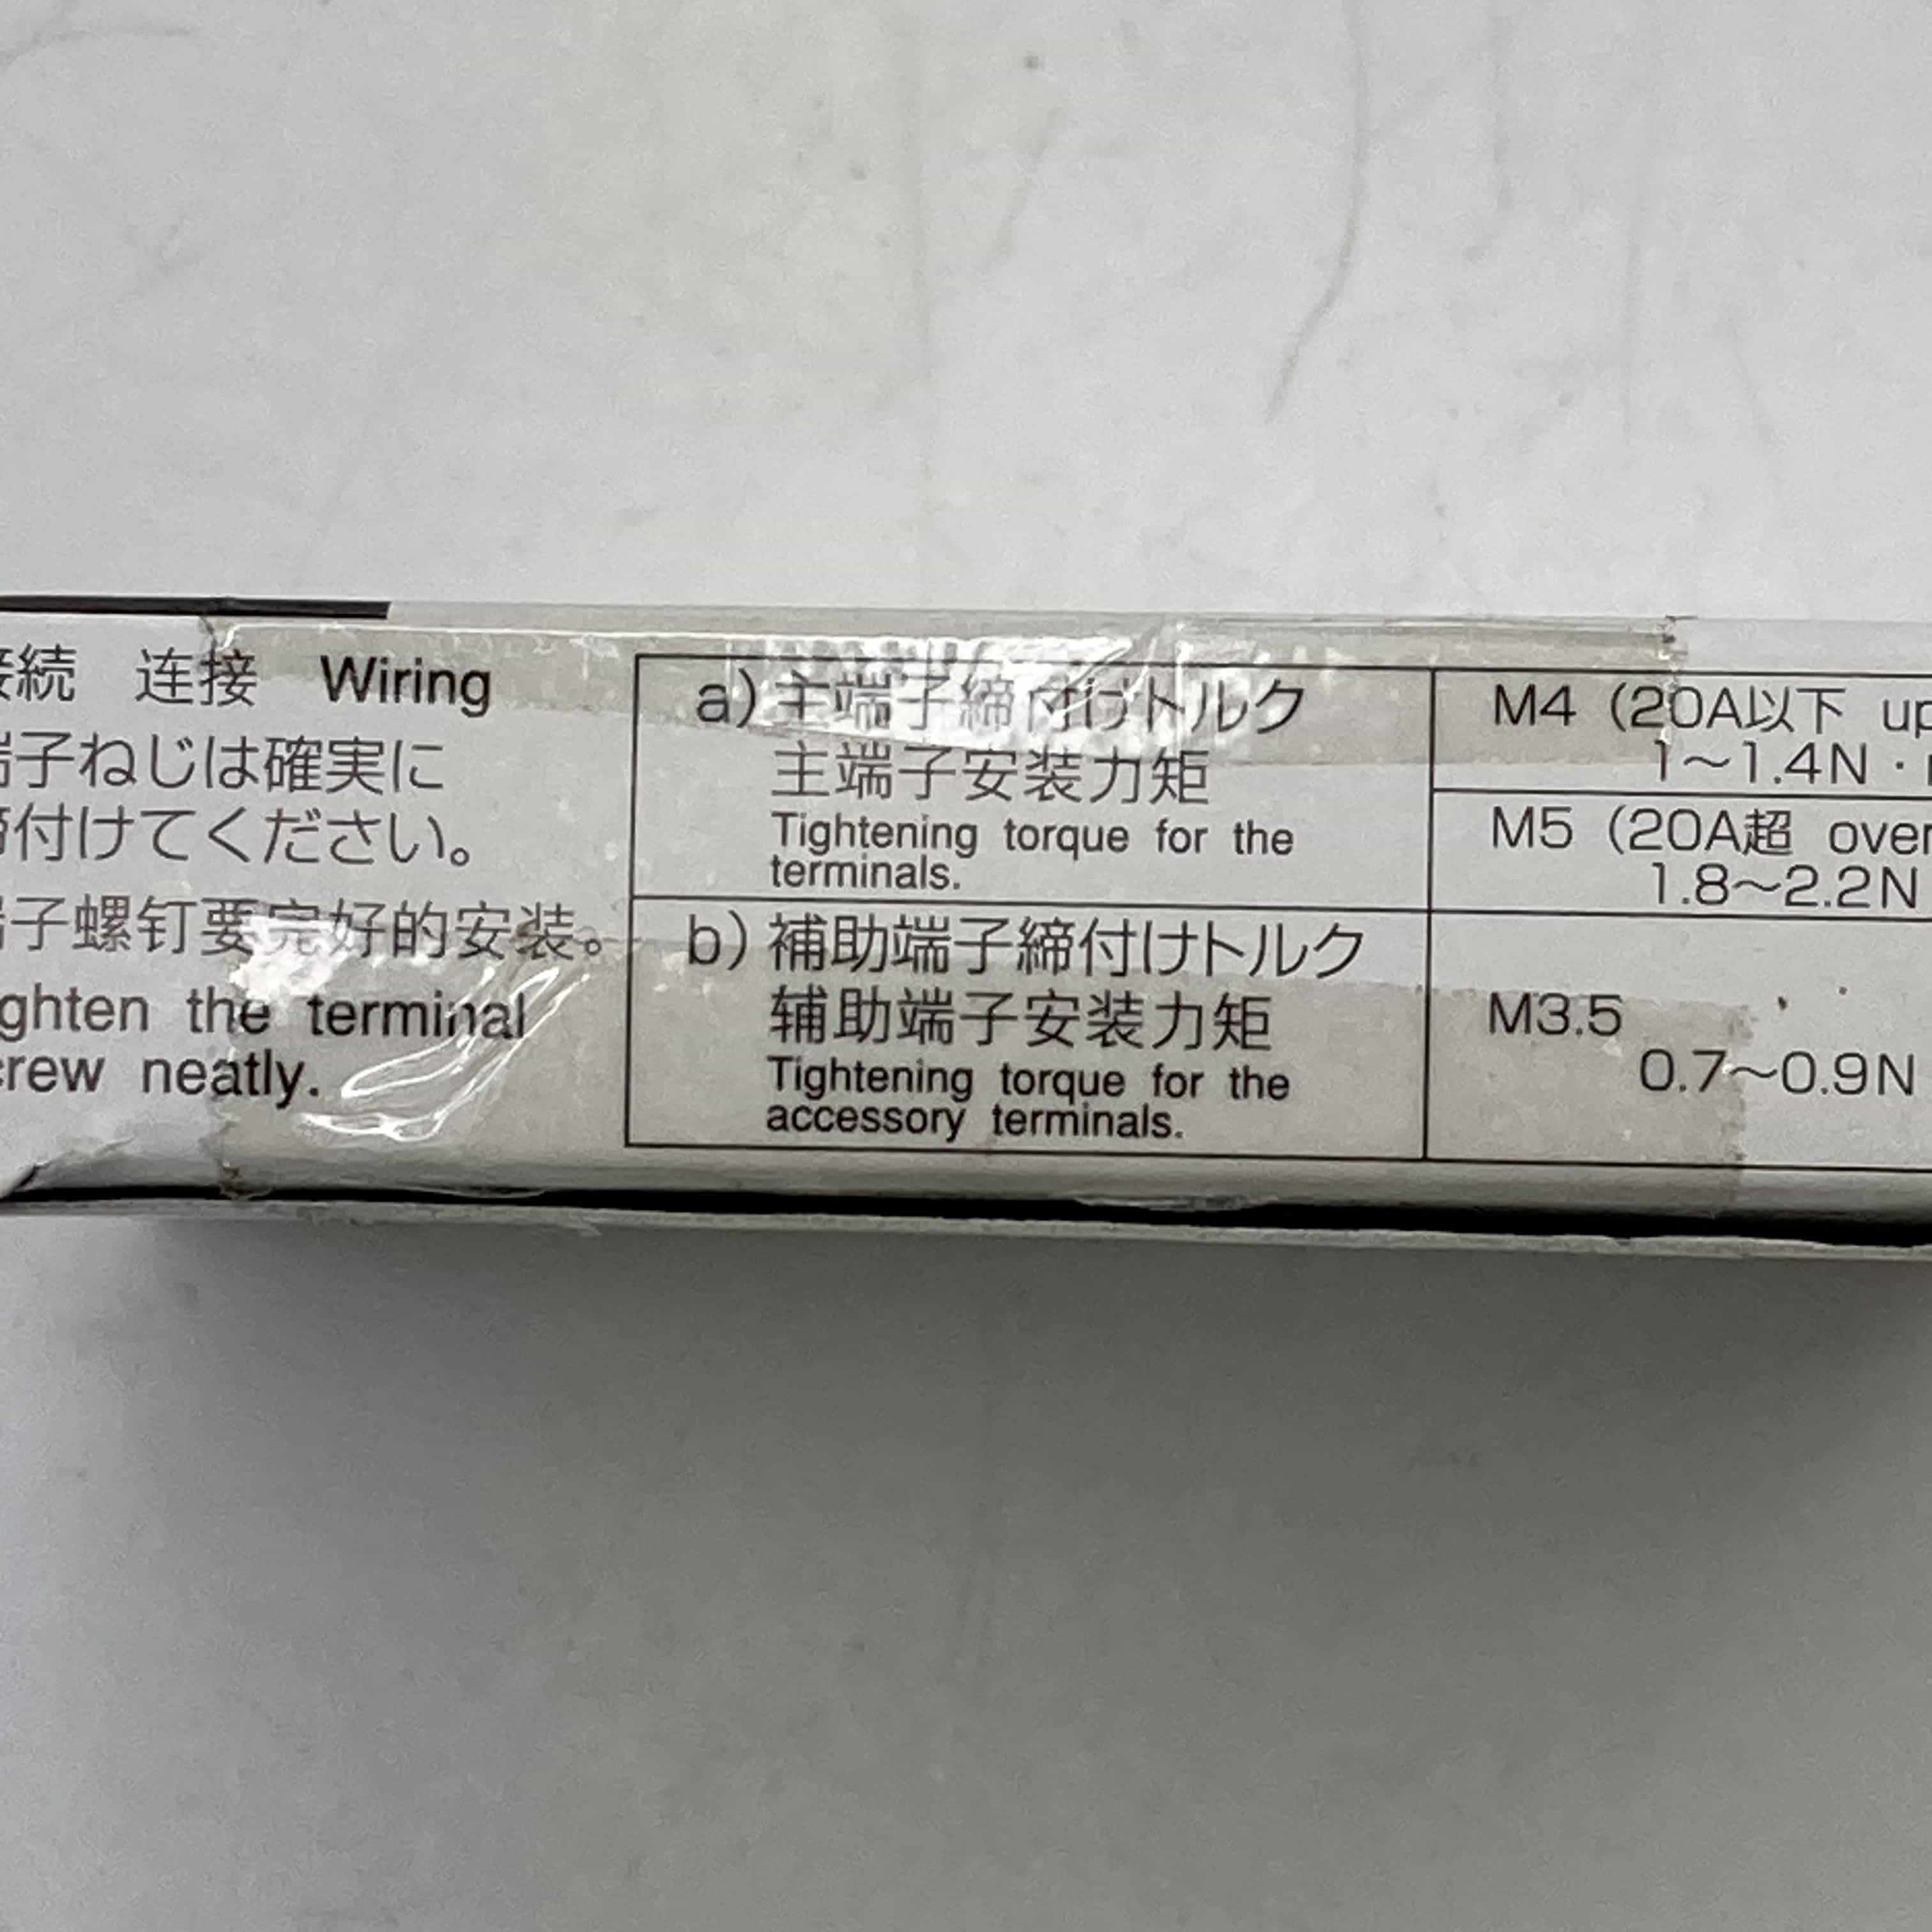 接続 连接 Wiring
端子ねじは確実に
締付けてください。
端子螺钉要完好的安装。
ghten the terminal
crew neatly.
a) 主端子締付けトルク
主端子安装力矩
Tightening torque for the
terminals.
M4 (20A以下 up
1～1.4N・
M5 (20A超 over
1.8～2.2N
b) 補助端子締付けトルク
辅助端子安装力矩
Tightening torque for the
accessory terminals.
M3.5
0.7～0.9N